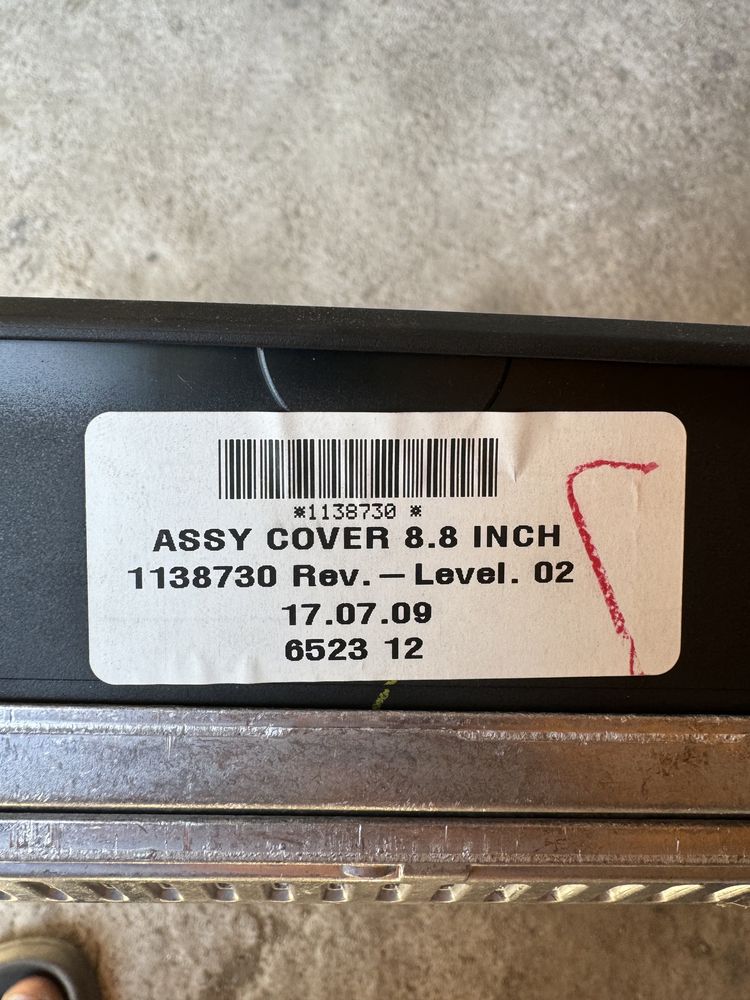 *1138730 *
ASSY COVER 8.8 INCH
1138730 Rev. – Level. 02
17.07.09
6523 12